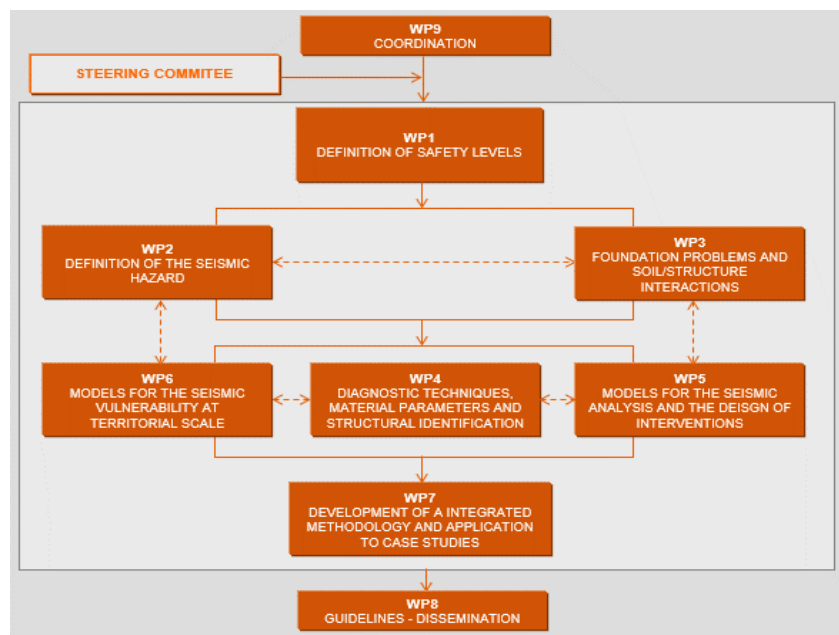 WP9
COORDINATION
STEERING COMMITEE
WP1
DEFINITION OF SAFETY LEVELS
WP2
DEFINITION OF THE SEISMIC
HAZARD
WP3
FOUNDATION PROBLEMS AND
SOIL/STRUCTURE
INTERACTIONS
WP6
MODELS FOR THE SEISMIC
VULNERABILITY AT
TERRITORIAL SCALE
WP4
DIAGNOSTIC TECHNIQUES,
MATERIAL PARAMETERS AND
STRUCTURAL IDENTIFICATION
WP5
MODELS FOR THE SEISMIC
ANALYSIS AND THE DEISGN OF
INTERVENTIONS
WP7
DEVELOPMENT OF A INTEGRATED
METHODOLOGY AND APPLICATION
TO CASE STUDIES
WP8
GUIDELINES - DISSEMINATION